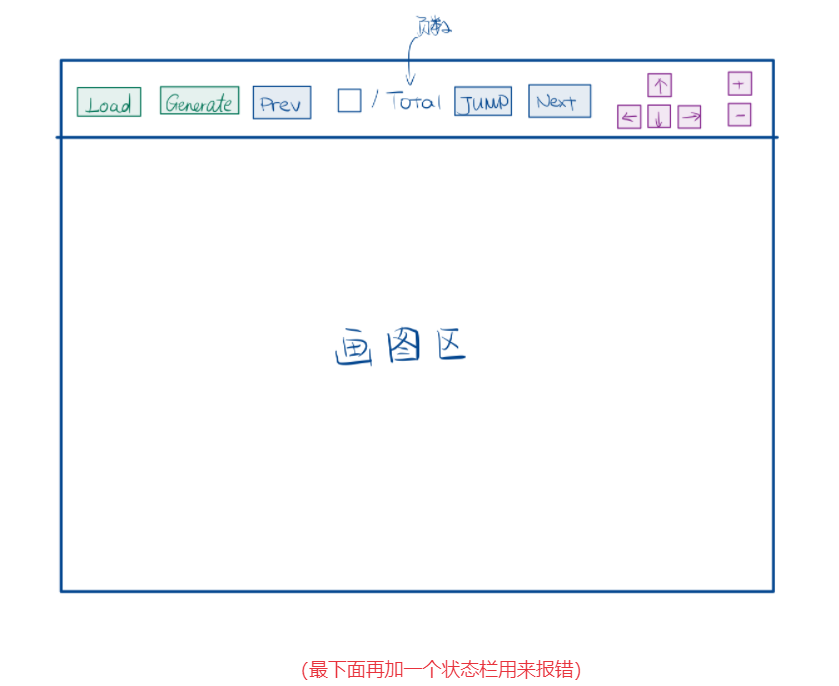 页数
Load Generate Prev / Total JUMP Next ↑ +
← ↓ → -
画图区
(最下面再加一个状态栏用来报错)